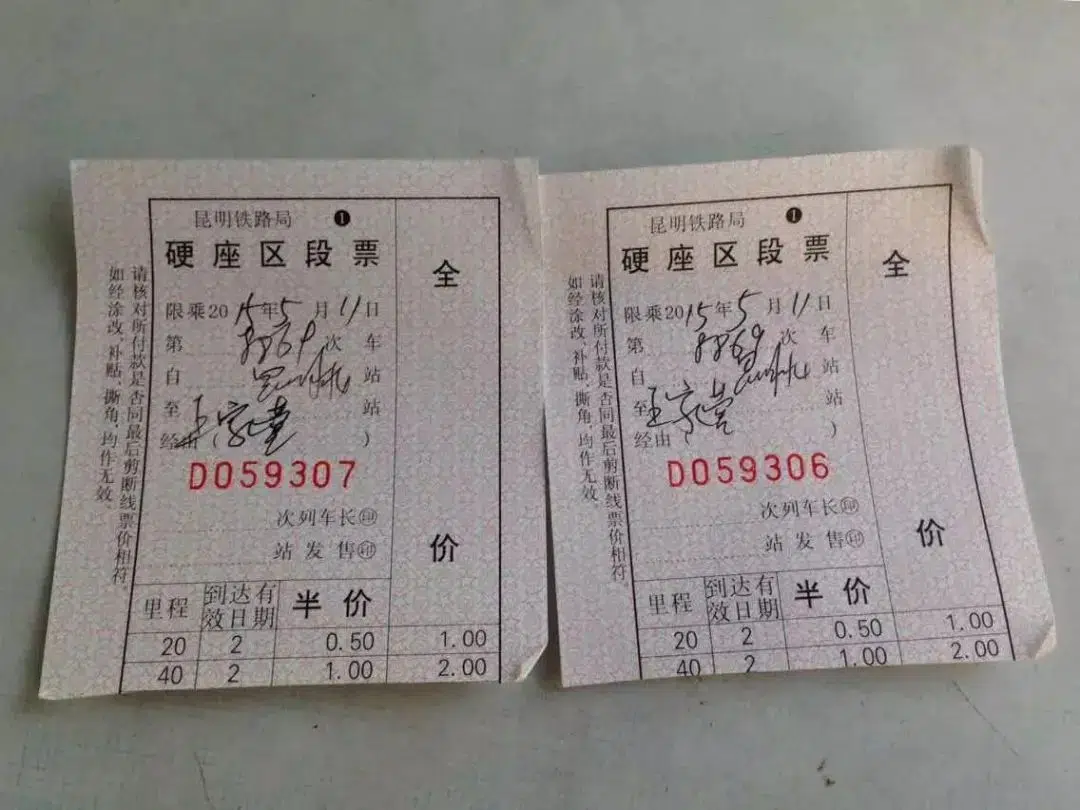 昆明铁路局 ❶
硬座区段票
限乘2015年5月11日
第 次车
自 昆明北 站
至 王家营 站
经由( )
D059307
次列车长㊞
站发售㊞
全价
里程 到达有效日期 半价
20 2 0.50 1.00
40 2 1.00 2.00
请核对所付款是否同最后剪断线票价相符,
如经涂改、补贴、撕角,均作无效。
昆明铁路局 ❶
硬座区段票
限乘2015年5月11日
第 次车
自 昆明北 站
至 王家营 站
经由( )
D059306
次列车长㊞
站发售㊞
全价
里程 到达有效日期 半价
20 2 0.50 1.00
40 2 1.00 2.00
请核对所付款是否同最后剪断线票价相符,
如经涂改、补贴、撕角,均作无效。